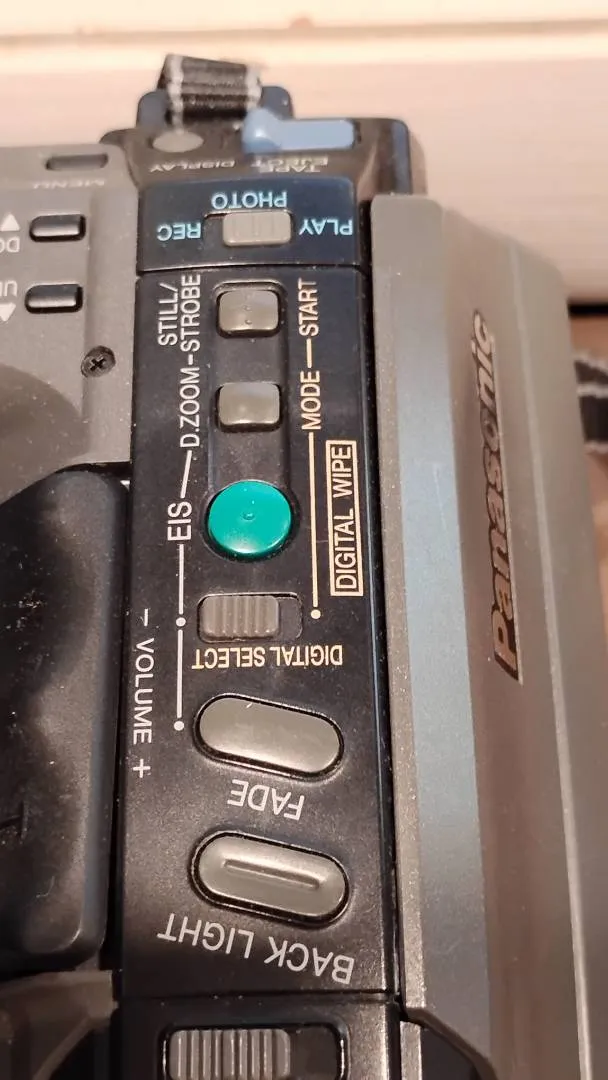 MENU
DISPLAY
TAPE
EJECT
PHOTO
REC
PLAY
STILL/
D.ZOOM-STROBE
EIS
MODE
START
DIGITAL WIPE
DIGITAL SELECT
- VOLUME +
FADE
BACK LIGHT
Panasonic